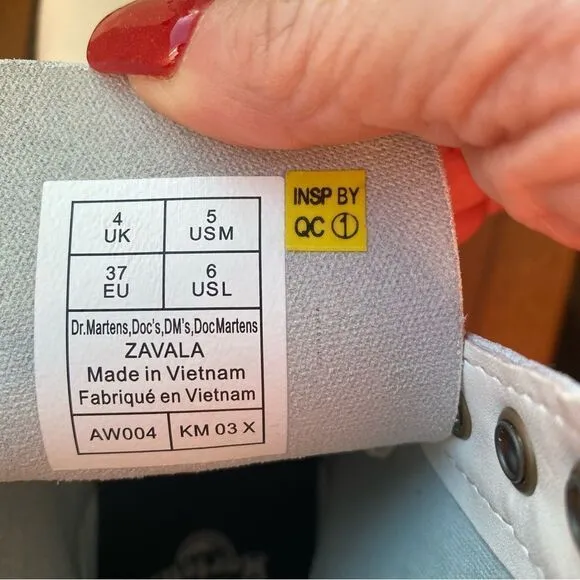 4
UK
5
USM
37
EU
6
USL
Dr.Martens,Doc's,DM's,DocMartens
ZAVALA
Made in Vietnam
Fabriqué en Vietnam
AW004
KM 03 X
INSP BY
QC 1